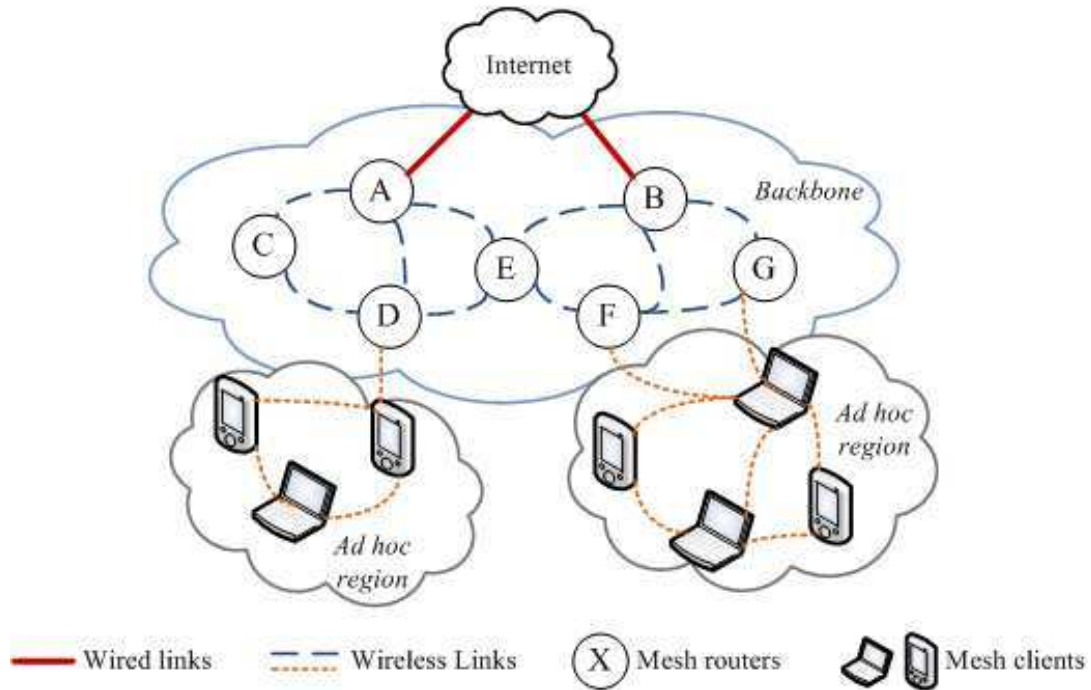 Internet
A
B
Backbone
C
E
G
D
F
Ad hoc
region
Ad hoc
region
Wired links
Wireless Links
X
Mesh routers
Mesh clients